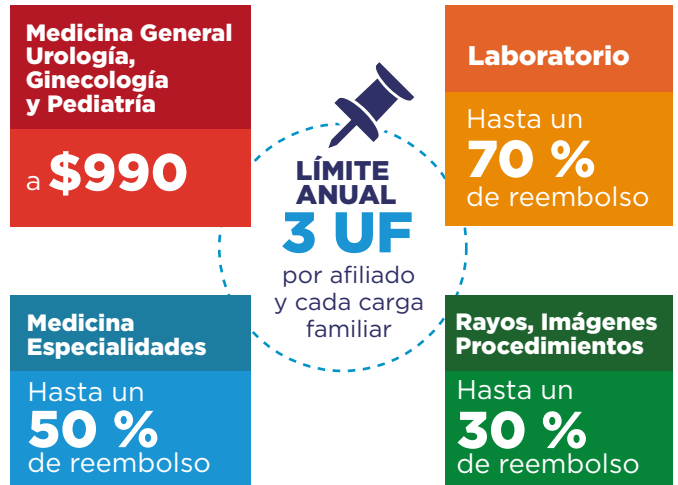 Medicina General
Urología,
Ginecología
y Pediatría
a $990
LÍMITE
ANUAL
3 UF
por afiliado
y cada carga
familiar
Laboratorio
Hasta un
70 %
de reembolso
Medicina
Especialidades
Hasta un
50 %
de reembolso
Rayos, Imágenes
Procedimientos
Hasta un
30 %
de reembolso